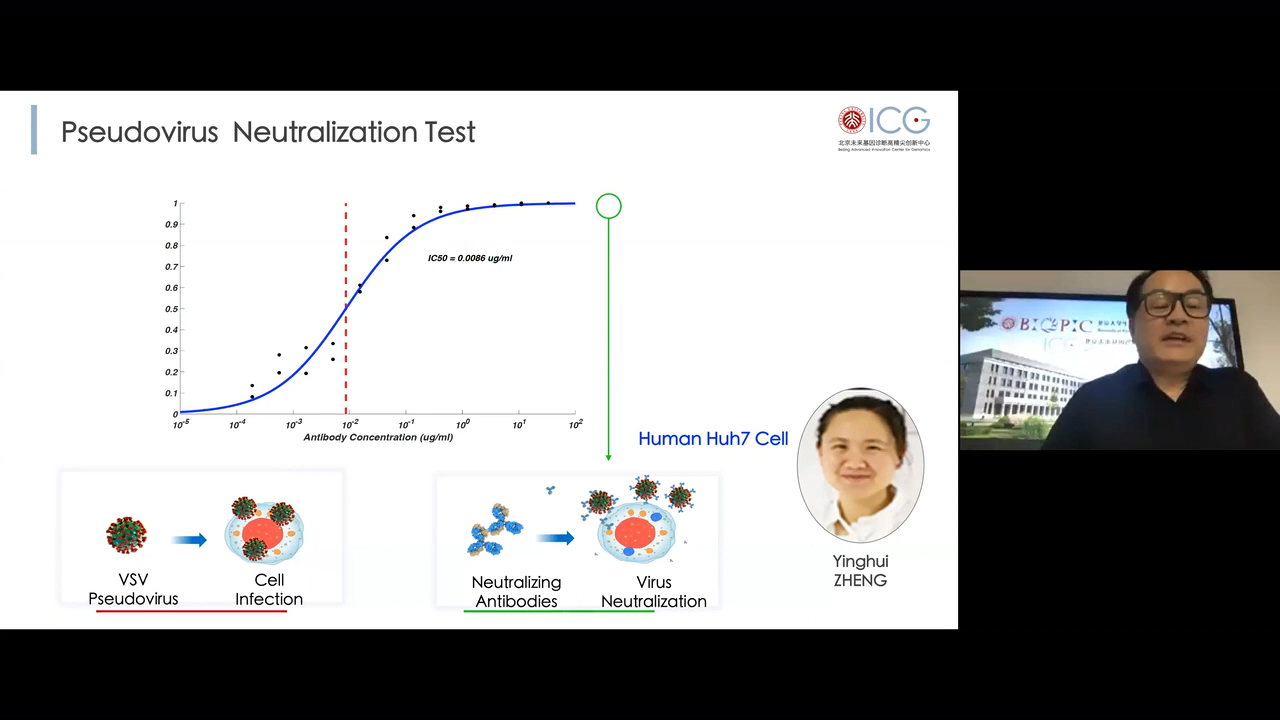 Pseudovirus Neutralization Test
ICG
北京未来基因诊断高精尖创新中心
Beijing Advanced Innovation Center for Genomics
1
0.9
0.8
0.7
0.6
0.5
0.4
0.3
0.2
0.1
0
IC50 = 0.0086 ug/ml
10-5 10-4 10-3 10-2 10-1 100 101 102
Antibody Concentration (ug/ml)
Human Huh7 Cell
VSV
Pseudovirus
Cell
Infection
Neutralizing
Antibodies
Virus
Neutralization
Yinghui
ZHENG
BIOPIC